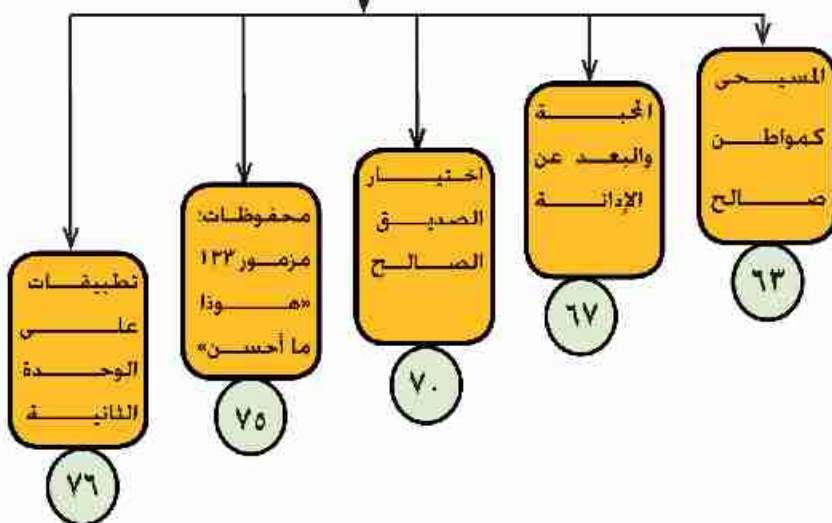 المسيحى
كمواطن
صالح
٦٣
المحبة
والبعد عن
الإدانة
٦٧
اختيار
الصديق
الصالح
٧٠
محفوظات:
مزمور ١٣٣
«هوذا
ما أحسن»
٧٥
تطبيقات
على
الوحدة
الثانية
٧٦